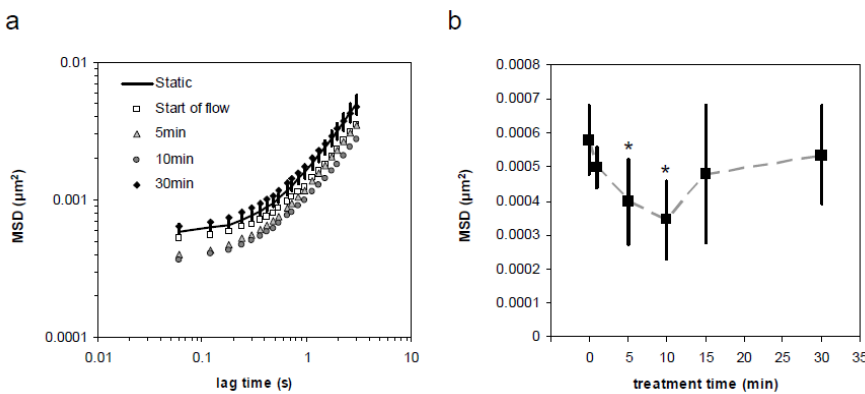 a
b
0.01
0.001
0.0001
MSD (µm²)
0.01
0.1
1
10
lag time (s)
Static
Start of flow
5min
10min
30min
0.0008
0.0007
0.0006
0.0005
0.0004
0.0003
0.0002
0.0001
0
MSD (µm²)
*
*
0
5
10
15
20
25
30
35
treatment time (min)